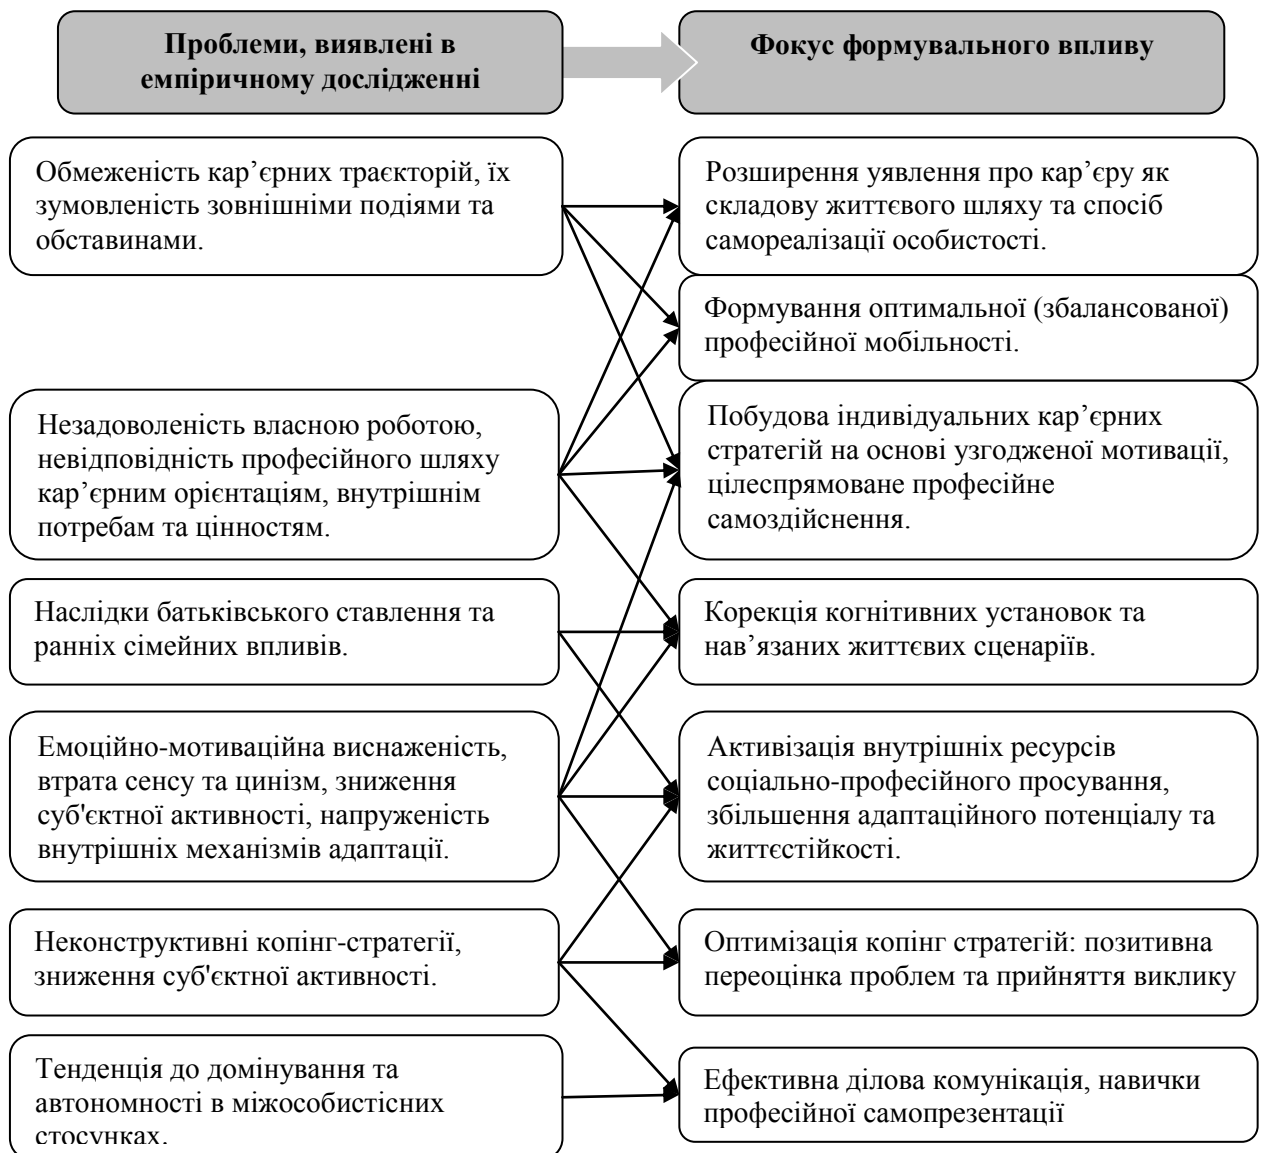 Проблеми, виявлені в
емпіричному дослідженні
Фокус формувального впливу
Обмеженість кар’єрних траєкторій, їх
зумовленість зовнішніми подіями та
обставинами.
Розширення уявлення про кар’єру як
складову життєвого шляху та спосіб
самореалізації особистості.
Формування оптимальної (збалансованої)
професійної мобільності.
Незадоволеність власною роботою,
невідповідність професійного шляху
кар’єрним орієнтаціям, внутрішнім
потребам та цінностям.
Побудова індивідуальних кар’єрних
стратегій на основі узгодженої мотивації,
цілеспрямоване професійне
самоздійснення.
Наслідки батьківського ставлення та
ранніх сімейних впливів.
Корекція когнітивних установок та
нав’язаних життєвих сценаріїв.
Емоційно-мотиваційна виснаженість,
втрата сенсу та цинізм, зниження
суб'єктної активності, напруженість
внутрішніх механізмів адаптації.
Активізація внутрішніх ресурсів
соціально-професійного просування,
збільшення адаптаційного потенціалу та
життєстійкості.
Неконструктивні копінг-стратегії,
зниження суб'єктної активності.
Оптимізація копінг стратегій: позитивна
переоцінка проблем та прийняття виклику
Тенденція до домінування та
автономності в міжособистісних
стосунках.
Ефективна ділова комунікація, навички
професійної самопрезентації